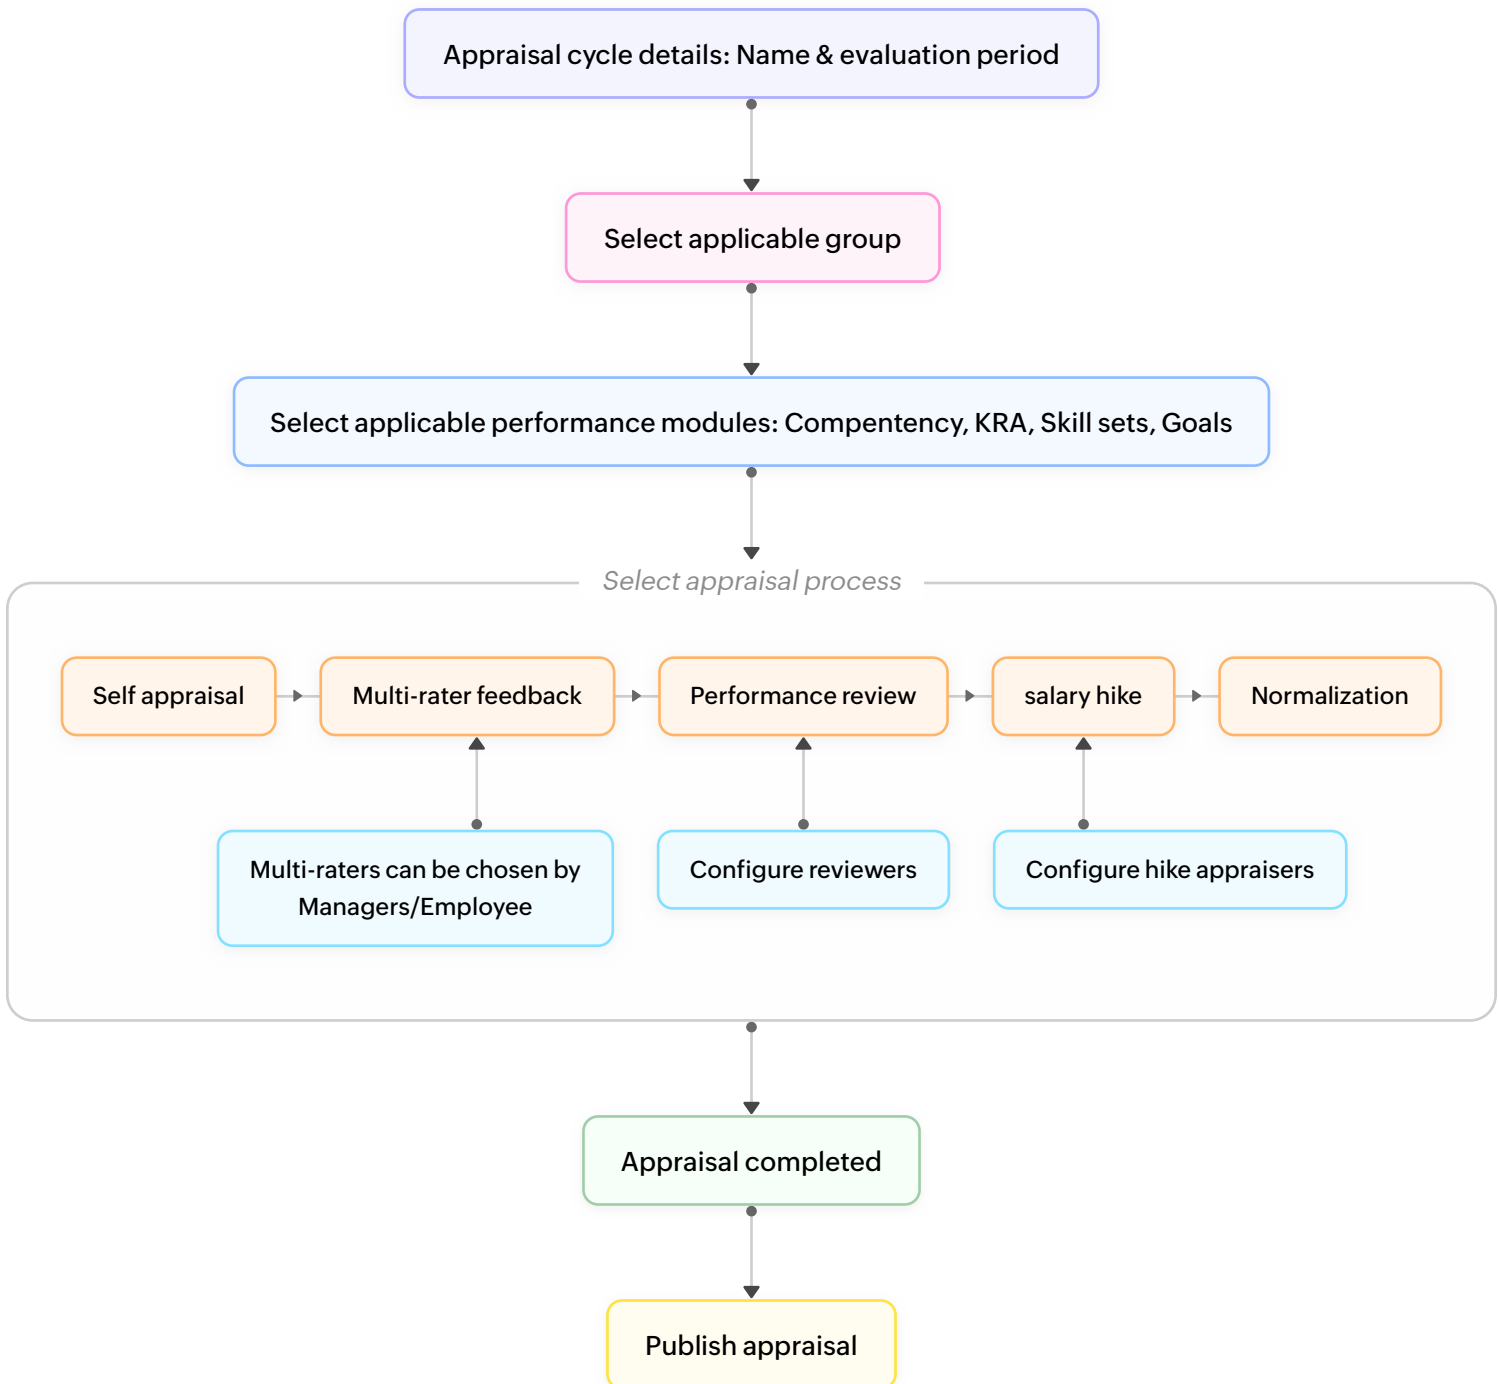 Appraisal cycle details: Name & evaluation period
Select applicable group
Select applicable performance modules: Compentency, KRA, Skill sets, Goals
Select appraisal process
Self appraisal
Multi-rater feedback
Performance review
salary hike
Normalization
Multi-raters can be chosen by
Managers/Employee
Configure reviewers
Configure hike appraisers
Appraisal completed
Publish appraisal